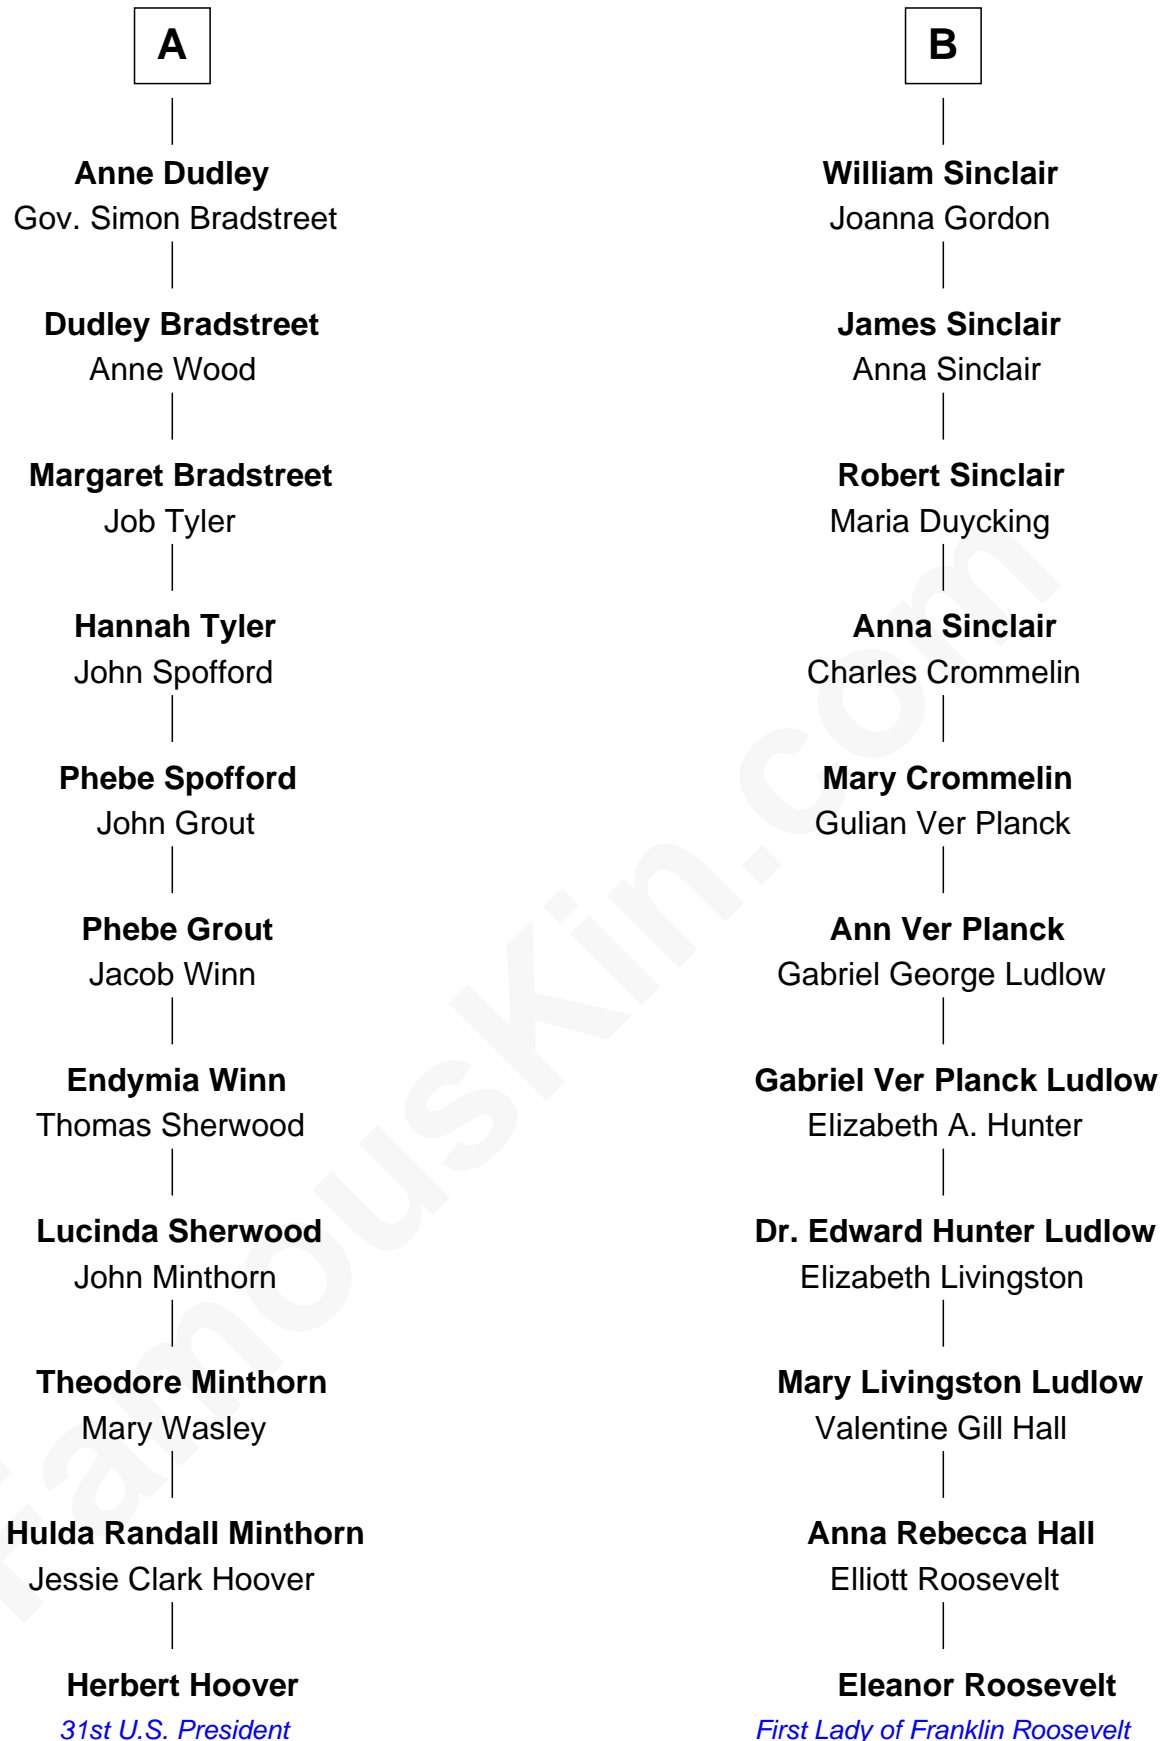 A
Anne Dudley
Gov. Simon Bradstreet
Dudley Bradstreet
Anne Wood
Margaret Bradstreet
Job Tyler
Hannah Tyler
John Spofford
Phebe Spofford
John Grout
Phebe Grout
Jacob Winn
Endymia Winn
Thomas Sherwood
Lucinda Sherwood
John Minthorn
Theodore Minthorn
Mary Wasley
Hulda Randall Minthorn
Jessie Clark Hoover
Herbert Hoover
31st U.S. President
B
William Sinclair
Joanna Gordon
James Sinclair
Anna Sinclair
Robert Sinclair
Maria Duycking
Anna Sinclair
Charles Crommelin
Mary Crommelin
Gulian Ver Planck
Ann Ver Planck
Gabriel George Ludlow
Gabriel Ver Planck Ludlow
Elizabeth A. Hunter
Dr. Edward Hunter Ludlow
Elizabeth Livingston
Mary Livingston Ludlow
Valentine Gill Hall
Anna Rebecca Hall
Elliott Roosevelt
Eleanor Roosevelt
First Lady of Franklin Roosevelt
famouskin.com